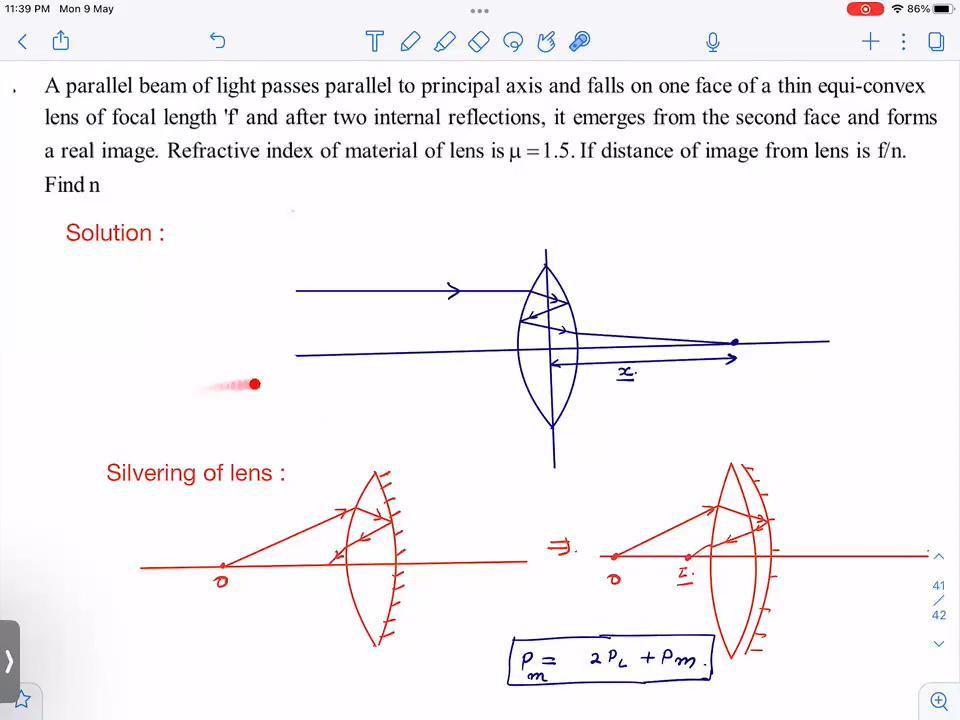 11:39 PM Mon 9 May
86%
A parallel beam of light passes parallel to principal axis and falls on one face of a thin equi-convex
lens of focal length 'f' and after two internal reflections, it emerges from the second face and forms
a real image. Refractive index of material of lens is μ = 1.5. If distance of image from lens is f/n.
Find n
Solution :
x.
Silvering of lens :
O
⇒.
O
I.
41
/
42
Pm = 2PL + Pm.